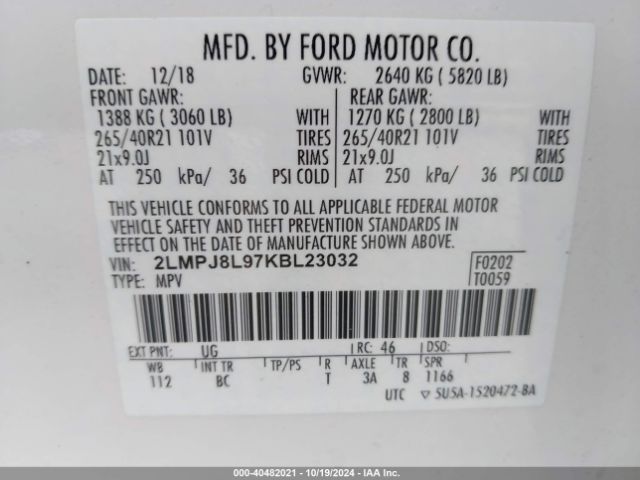 MFD. BY FORD MOTOR CO.
DATE: 12/18 GVWR: 2640 KG ( 5820 LB)
FRONT GAWR: REAR GAWR:
1388 KG ( 3060 LB) WITH 1270 KG ( 2800 LB) WITH
265/40R21 101V TIRES 265/40R21 101V TIRES
21x9.0J RIMS 21x9.0J RIMS
AT 250 kPa/ 36 PSI COLD AT 250 kPa/ 36 PSI COLD
THIS VEHICLE CONFORMS TO ALL APPLICABLE FEDERAL MOTOR
VEHICLE SAFETY AND THEFT PREVENTION STANDARDS IN
EFFECT ON THE DATE OF MANUFACTURE SHOWN ABOVE.
VIN: 2LMPJ8L97KBL23032 F0202
TYPE: MPV T0059
EXT PNT: UG RC: 46 DSO:
WB INT TR TP/PS R AXLE TR SPR
112 BC T 3A 8 1166
UTC ▽ 5U5A-1520472-BA
000-40482021 - 10/19/2024 - IAA Inc.